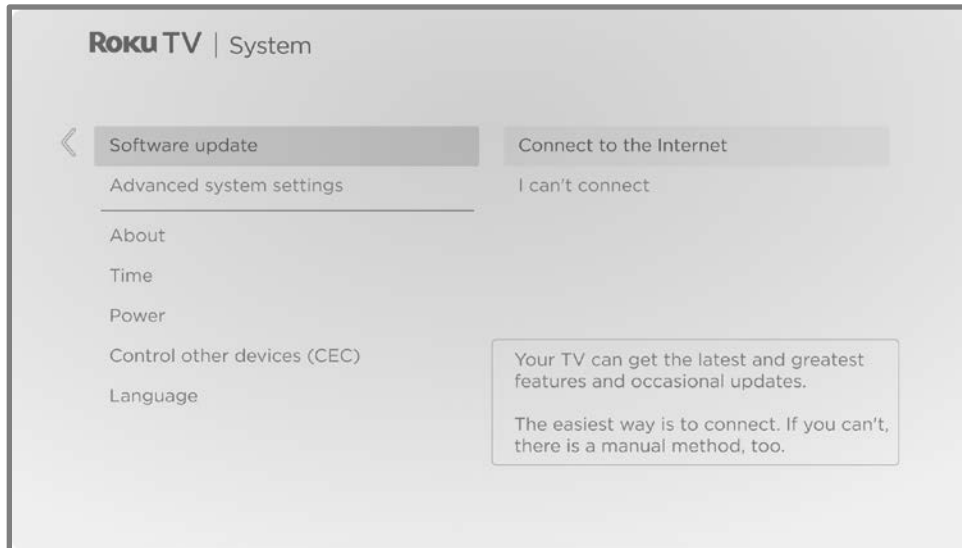 Roku TV | System
Software update
Advanced system settings
About
Time
Power
Control other devices (CEC)
Language
Connect to the Internet
I can't connect
Your TV can get the latest and greatest
features and occasional updates.
The easiest way is to connect. If you can't,
there is a manual method, too.